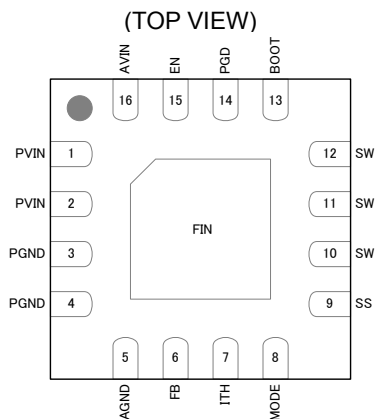 (TOP VIEW)
AVIN EN PGD BOOT
16 15 14 13
PVIN 1
PVIN 2
PGND 3
PGND 4
FIN
12 SW
11 SW
10 SW
9 SS
5 6 7 8
AGND FB ITH MODE